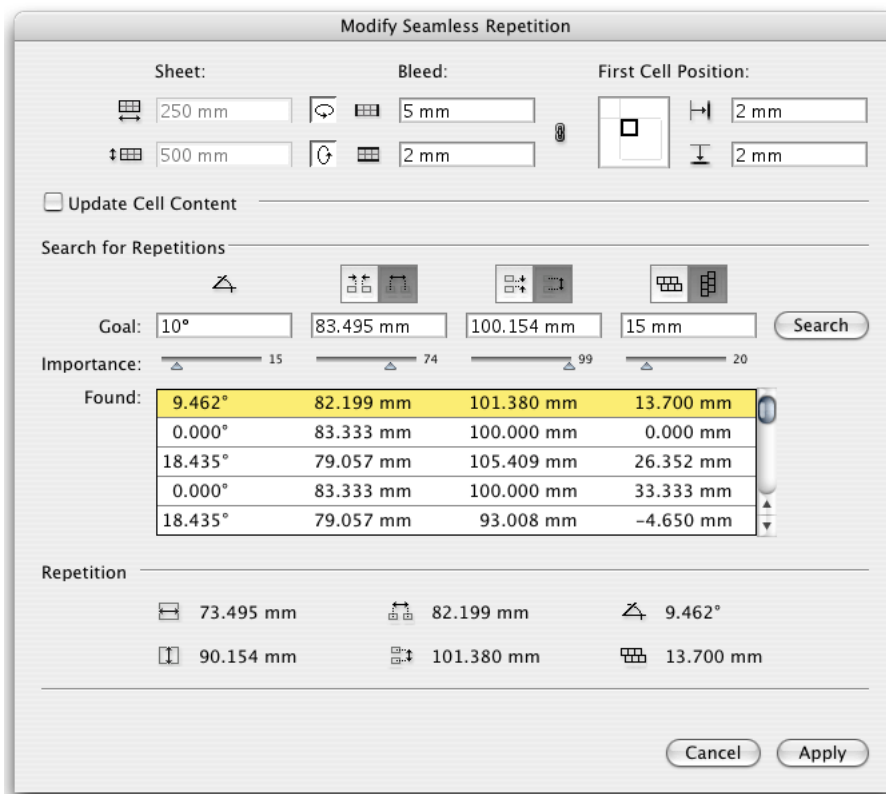 Modify Seamless Repetition
Sheet: Bleed: First Cell Position:
250 mm 5 mm 2 mm
500 mm 2 mm 2 mm
Update Cell Content
Search for Repetitions
Goal: 10° 83.495 mm 100.154 mm 15 mm Search
Importance: 15 74 99 20
Found: 9.462° 82.199 mm 101.380 mm 13.700 mm
0.000° 83.333 mm 100.000 mm 0.000 mm
18.435° 79.057 mm 105.409 mm 26.352 mm
0.000° 83.333 mm 100.000 mm 33.333 mm
18.435° 79.057 mm 93.008 mm -4.650 mm
Repetition
73.495 mm 82.199 mm 9.462°
90.154 mm 101.380 mm 13.700 mm
Cancel Apply